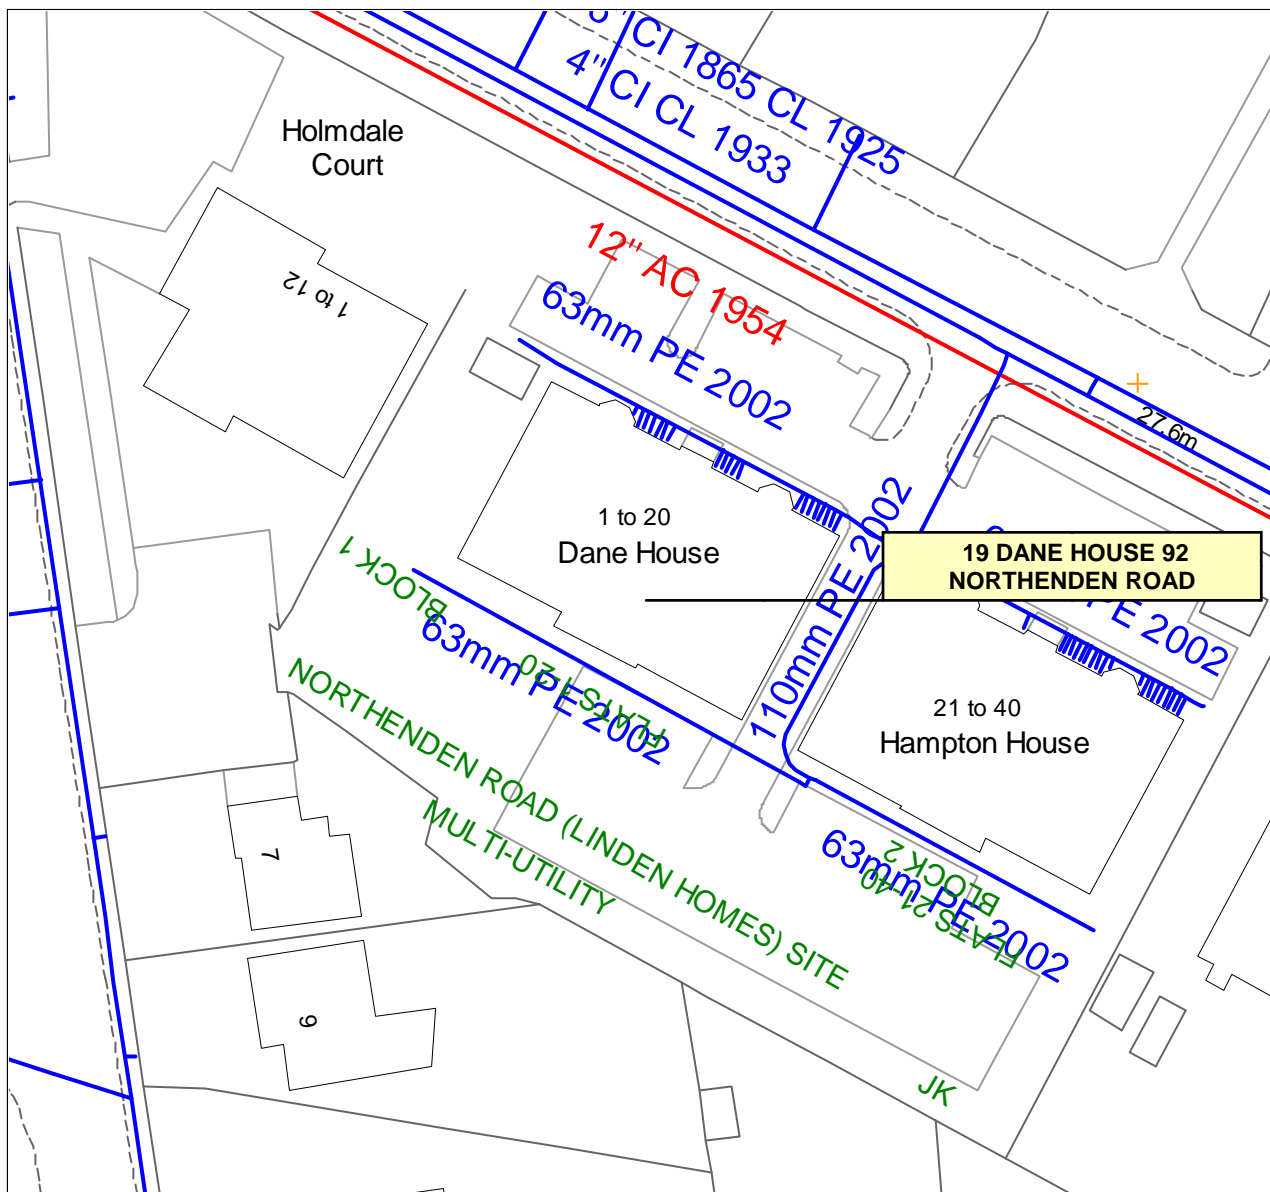 CI 1865 CL 1925
4" CI CL 1933
Holmdale
Court
1 to 12
12" AC 1954
63mm PE 2002
27.6m
1 to 20
Dane House
110mm PE 2002
19 DANE HOUSE 92
NORTHENDEN ROAD
PE 2002
BLOCK 1
63mm PE 2002
FLATS 1-20
21 to 40
Hampton House
NORTHENDEN ROAD (LINDEN HOMES) SITE
MULTI-UTILITY
63mm PE 2002
BLOCK 2
FLATS 21-40
7
9
JK